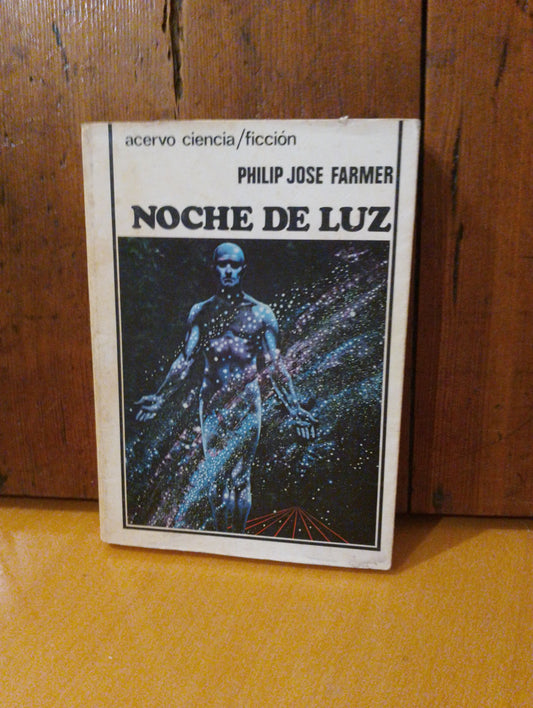 acervo ciencia/ficción
PHILIP JOSE FARMER
NOCHE DE LUZ